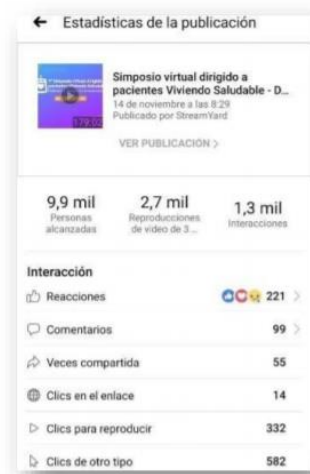 Estadísticas de la publicación
179:02
Simposio virtual dirigido a
pacientes Viviendo Saludable - D...
14 de noviembre a las 8:29
Publicado por StreamYard
VER PUBLICACIÓN >
9,9 mil
Personas
alcanzadas
2,7 mil
Reproducciones
de video de 3 ...
1,3 mil
Interacciones
Interacción
Reacciones 221
Comentarios 99
Veces compartida 55
Clics en el enlace 14
Clics para reproducir 332
Clics de otro tipo 582